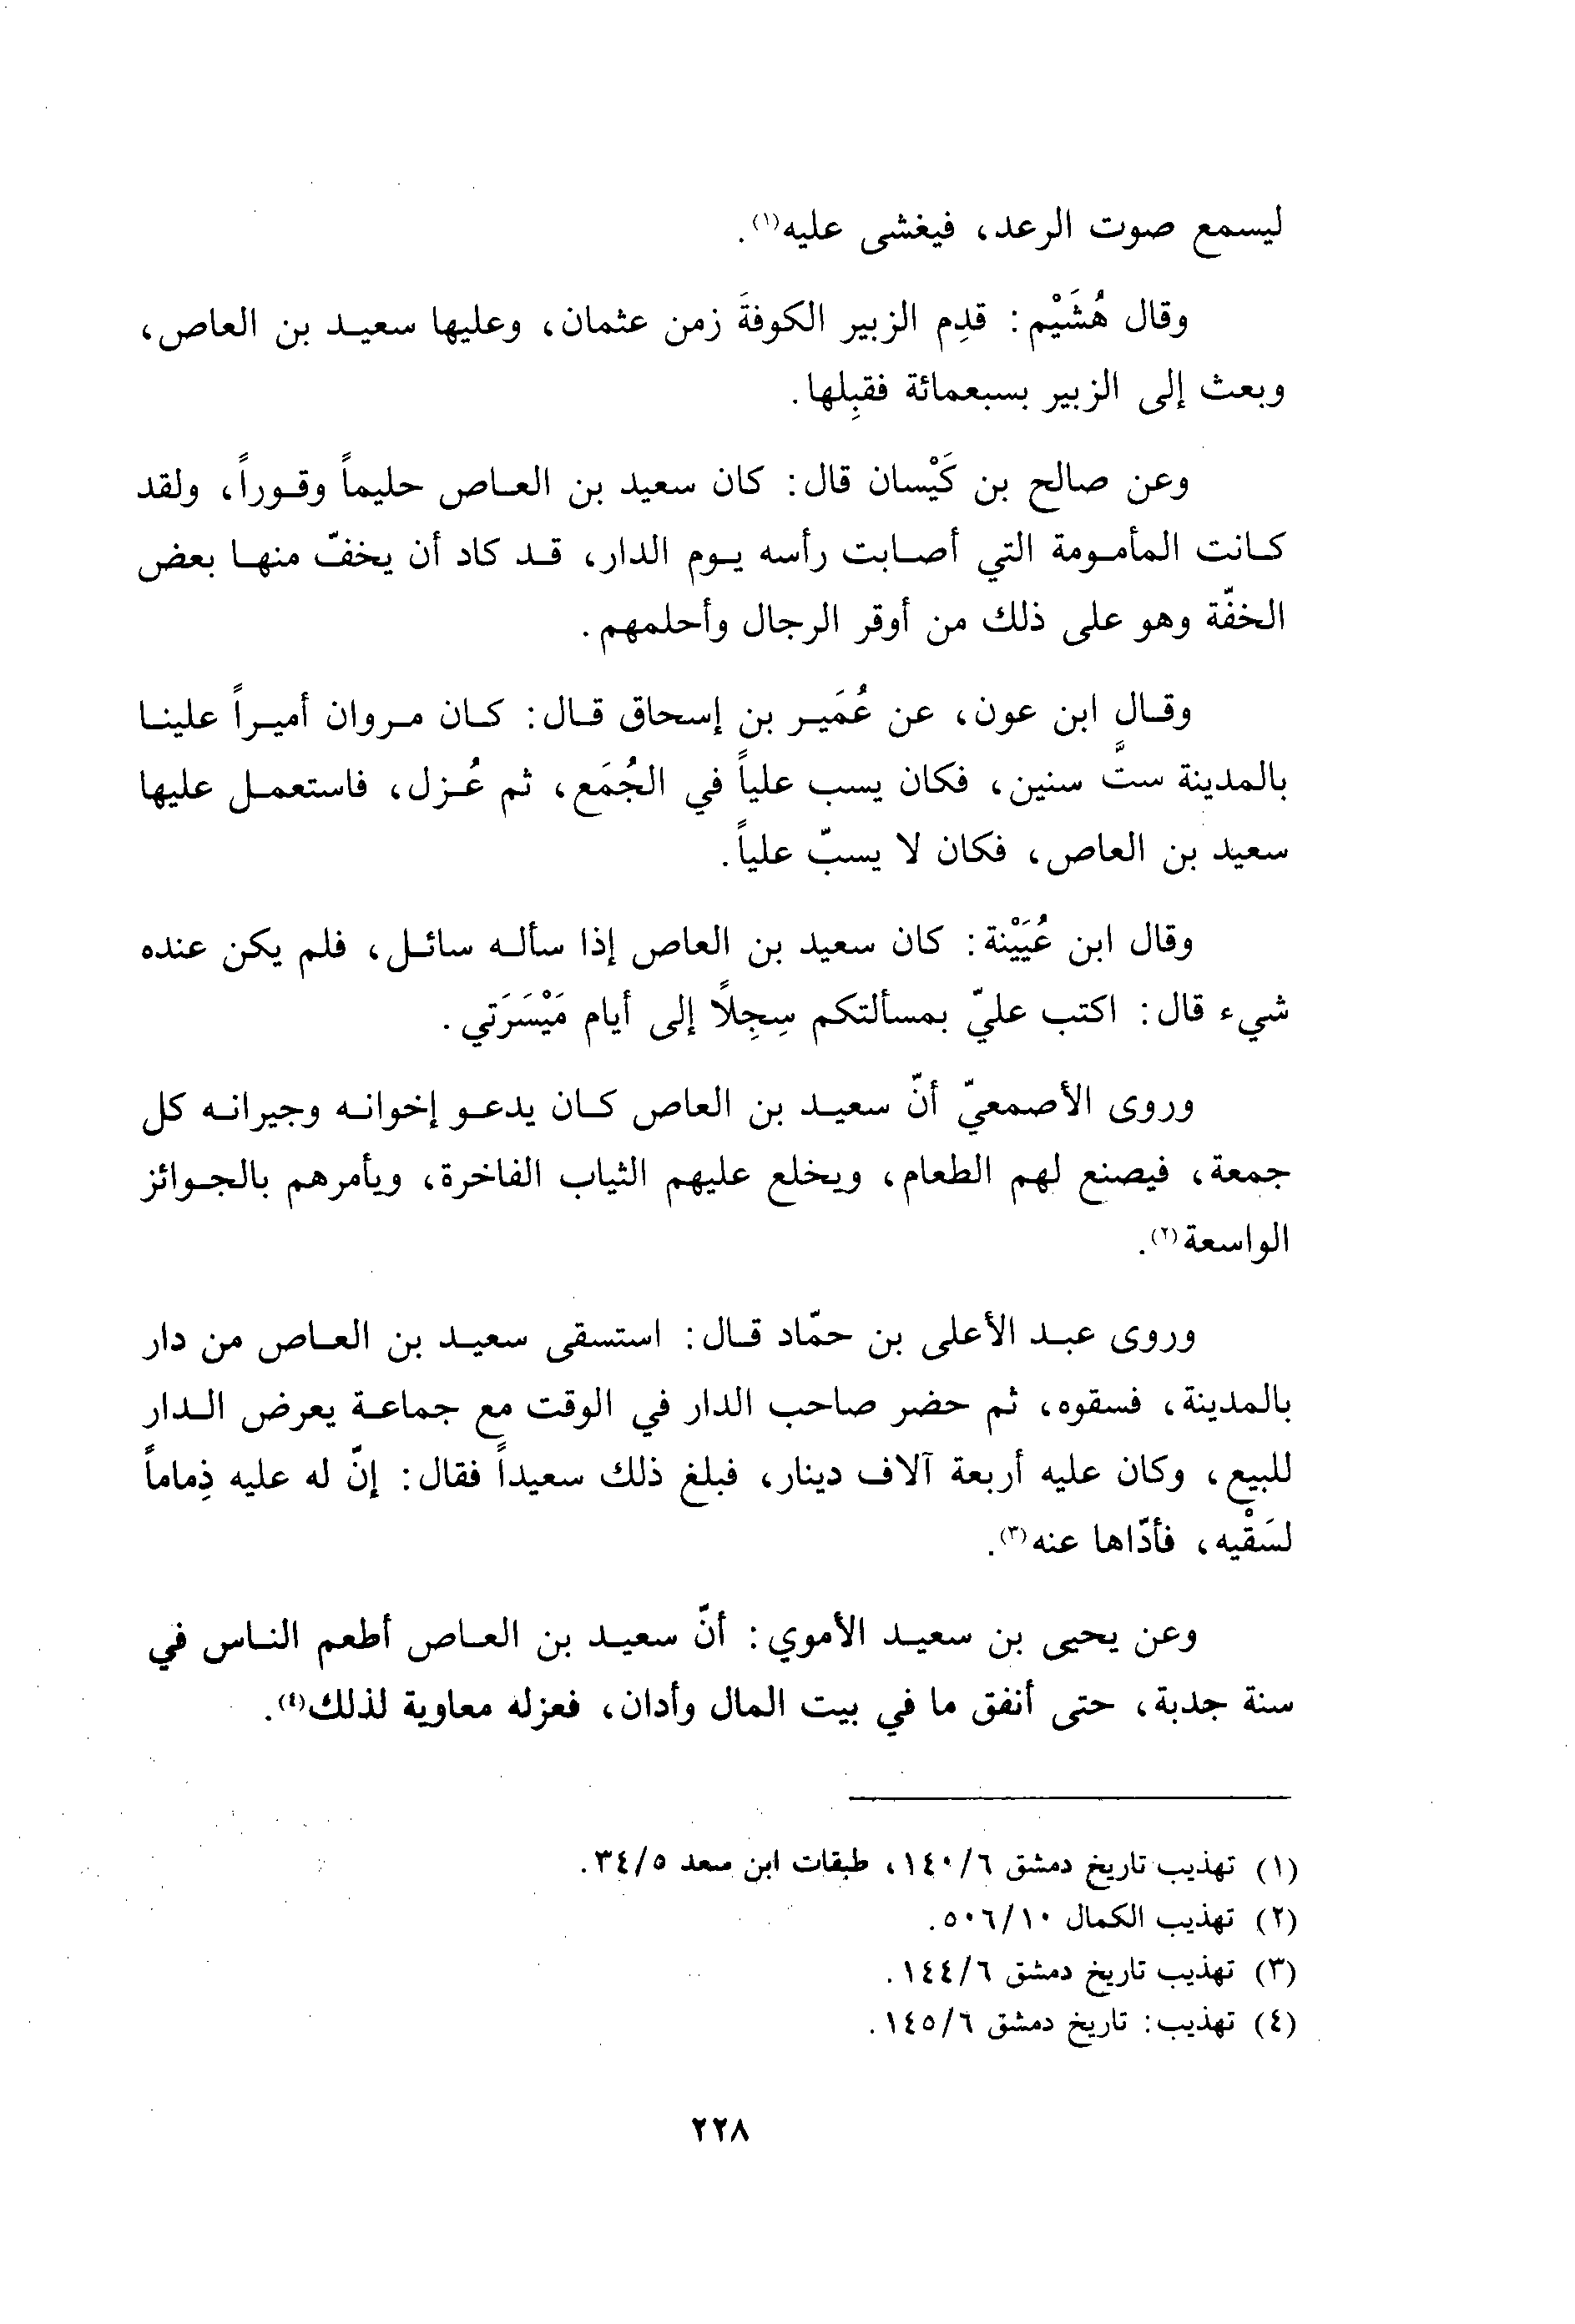 ليسمع صوت الرعد، فيغشى عليه(١).
وقال هُشَيْم: قدِم الزبير الكوفةَ زمن عثمان، وعليها سعيد بن العاص،
وبعث إلى الزبير بسبعمائة فقبِلها.
وعن صالح بن كَيْسان قال: كان سعيد بن العاص حليماً وقوراً، ولقد
كانت المأمومة التي أصابت رأسه يوم الدار، قد كاد أن يخفّ منها بعض
الخفّة وهو على ذلك من أوقر الرجال وأحلمهم.
وقال ابن عون، عن عُمَير بن إسحاق قال: كان مروان أميراً علينا
بالمدينة ستَّ سنين، فكان يسب علياً في الجُمَع، ثم عُزل، فاستعمل عليها
سعيد بن العاص، فكان لا يسبّ علياً.
وقال ابن عُيَيْنة: كان سعيد بن العاص إذا سأله سائل، فلم يكن عنده
شيء قال: اكتب عليّ بمسألتكم سِجِلًا إلى أيام مَيْسَرَتي.
وروى الأصمعيّ أنّ سعيد بن العاص كان يدعو إخوانه وجيرانه كل
جمعة، فيصنع لهم الطعام، ويخلع عليهم الثياب الفاخرة، ويأمرهم بالجوائز
الواسعة(٢).
وروى عبد الأعلى بن حمّاد قال: استسقى سعيد بن العاص من دار
بالمدينة، فسقوه، ثم حضر صاحب الدار في الوقت مع جماعة يعرض الدار
للبيع، وكان عليه أربعة آلاف دينار، فبلغ ذلك سعيداً فقال: إنّ له عليه ذِماماً
لسَقْيه، فأدّاها عنه(٣).
وعن يحيى بن سعيد الأموي: أنّ سعيد بن العاص أطعم الناس في
سنة جدبة، حتى أنفق ما في بيت المال وأدان، فعزله معاوية لذلك(٤).
(١) تهذيب تاريخ دمشق ٦/١٤٠، طبقات ابن سعد ٥/٣٤.
(٢) تهذيب الكمال ١٠/٥٠٦.
(٣) تهذيب تاريخ دمشق ٦/١٤٤.
(٤) تهذيب: تاريخ دمشق ٦/١٤٥.
٢٢٨